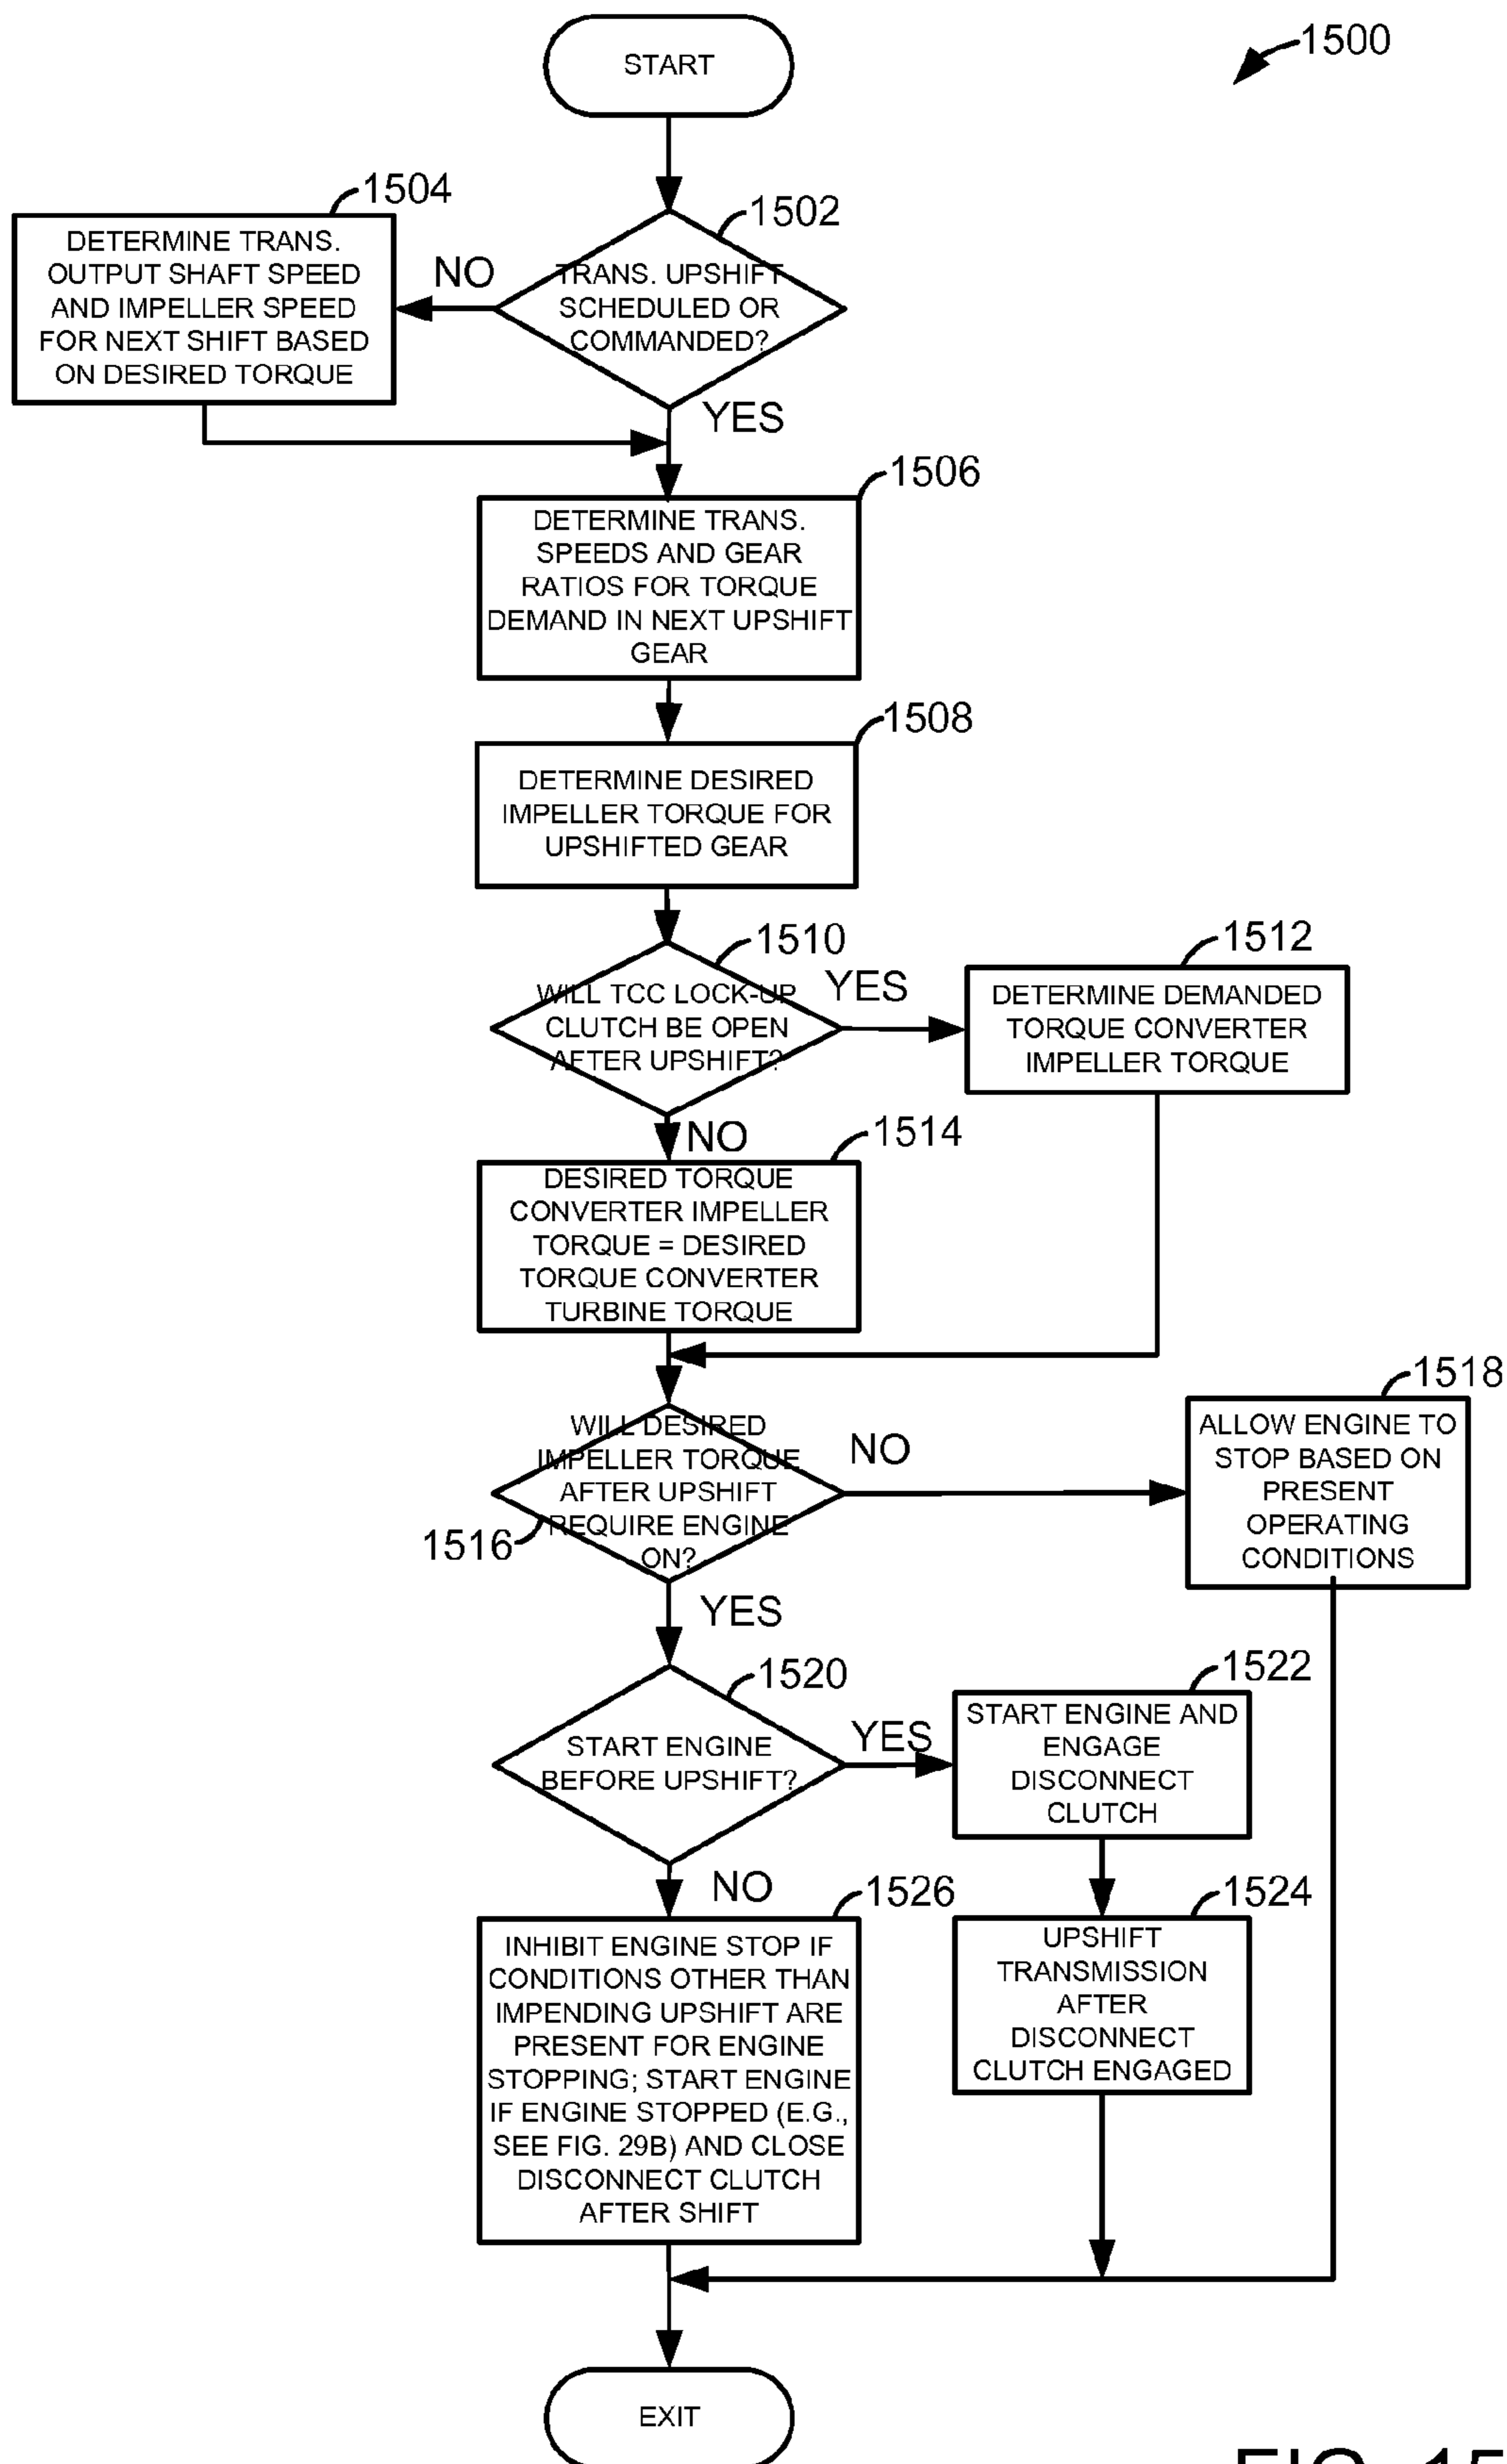 1500
START
1504
1502
DETERMINE TRANS.
OUTPUT SHAFT SPEED
AND IMPELLER SPEED
FOR NEXT SHIFT BASED
ON DESIRED TORQUE
NO
TRANS. UPSHIFT
SCHEDULED OR
COMMANDED?
YES
1506
DETERMINE TRANS.
SPEEDS AND GEAR
RATIOS FOR TORQUE
DEMAND IN NEXT UPSHIFT
GEAR
1508
DETERMINE DESIRED
IMPELLER TORQUE FOR
UPSHIFTED GEAR
1510
WILL TCC LOCK-UP
CLUTCH BE OPEN
AFTER UPSHIFT?
YES
1512
DETERMINE DEMANDED
TORQUE CONVERTER
IMPELLER TORQUE
NO
1514
DESIRED TORQUE
CONVERTER IMPELLER
TORQUE = DESIRED
TORQUE CONVERTER
TURBINE TORQUE
1516
WILL DESIRED
IMPELLER TORQUE
AFTER UPSHIFT
REQUIRE ENGINE
ON?
NO
1518
ALLOW ENGINE TO
STOP BASED ON
PRESENT
OPERATING
CONDITIONS
YES
1520
START ENGINE
BEFORE UPSHIFT?
YES
1522
START ENGINE AND
ENGAGE
DISCONNECT
CLUTCH
NO
1526
INHIBIT ENGINE STOP IF
CONDITIONS OTHER THAN
IMPENDING UPSHIFT ARE
PRESENT FOR ENGINE
STOPPING; START ENGINE
IF ENGINE STOPPED (E.G.,
SEE FIG. 29B) AND CLOSE
DISCONNECT CLUTCH
AFTER SHIFT
1524
UPSHIFT
TRANSMISSION
AFTER
DISCONNECT
CLUTCH ENGAGED
EXIT
FIG. 15